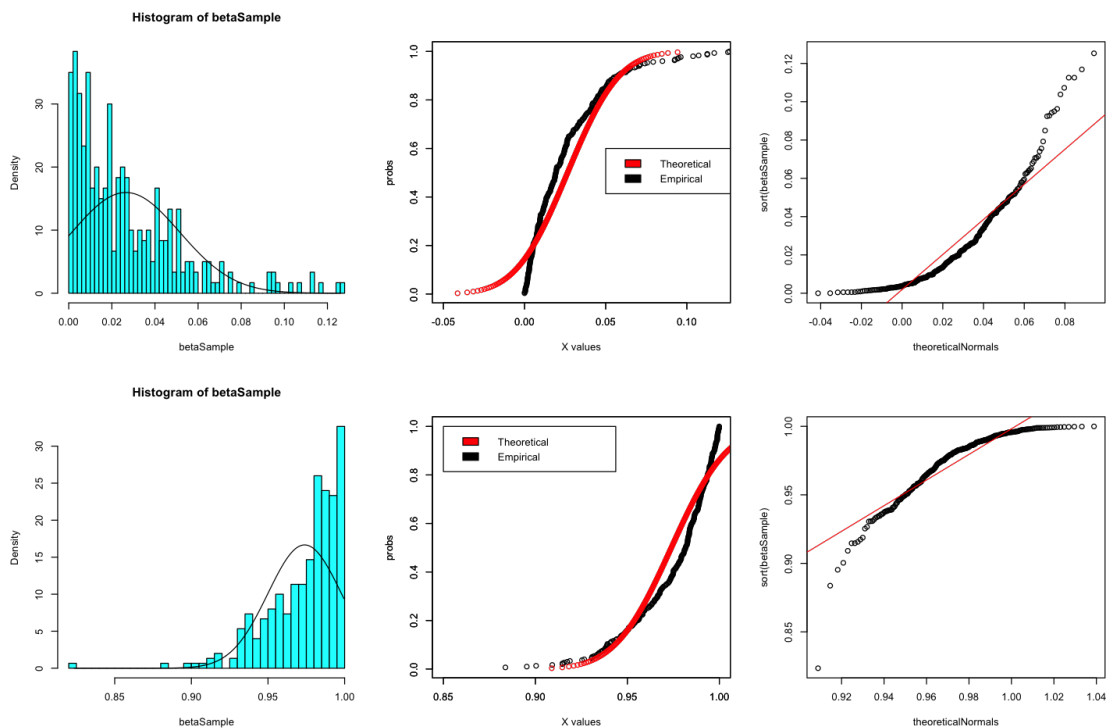 Histogram of betaSample
Density
0 5 10 20 30
0.00 0.02 0.04 0.06 0.08 0.10 0.12
betaSample
probs
0.0 0.2 0.4 0.6 0.8 1.0
Theoretical
Empirical
-0.05 0.00 0.05 0.10
X values
sort(betaSample)
0.00 0.02 0.04 0.06 0.08 0.12
-0.04 -0.02 0.00 0.02 0.04 0.06 0.08
theoreticalNormals
Histogram of betaSample
Density
0 5 10 15 20 25 30
0.85 0.90 0.95 1.00
betaSample
probs
0.0 0.2 0.4 0.6 0.8 1.0
Theoretical
Empirical
0.85 0.90 0.95 1.00
X values
sort(betaSample)
0.85 0.90 0.95 1.00
0.92 0.94 0.96 0.98 1.00 1.02 1.04
theoreticalNormals